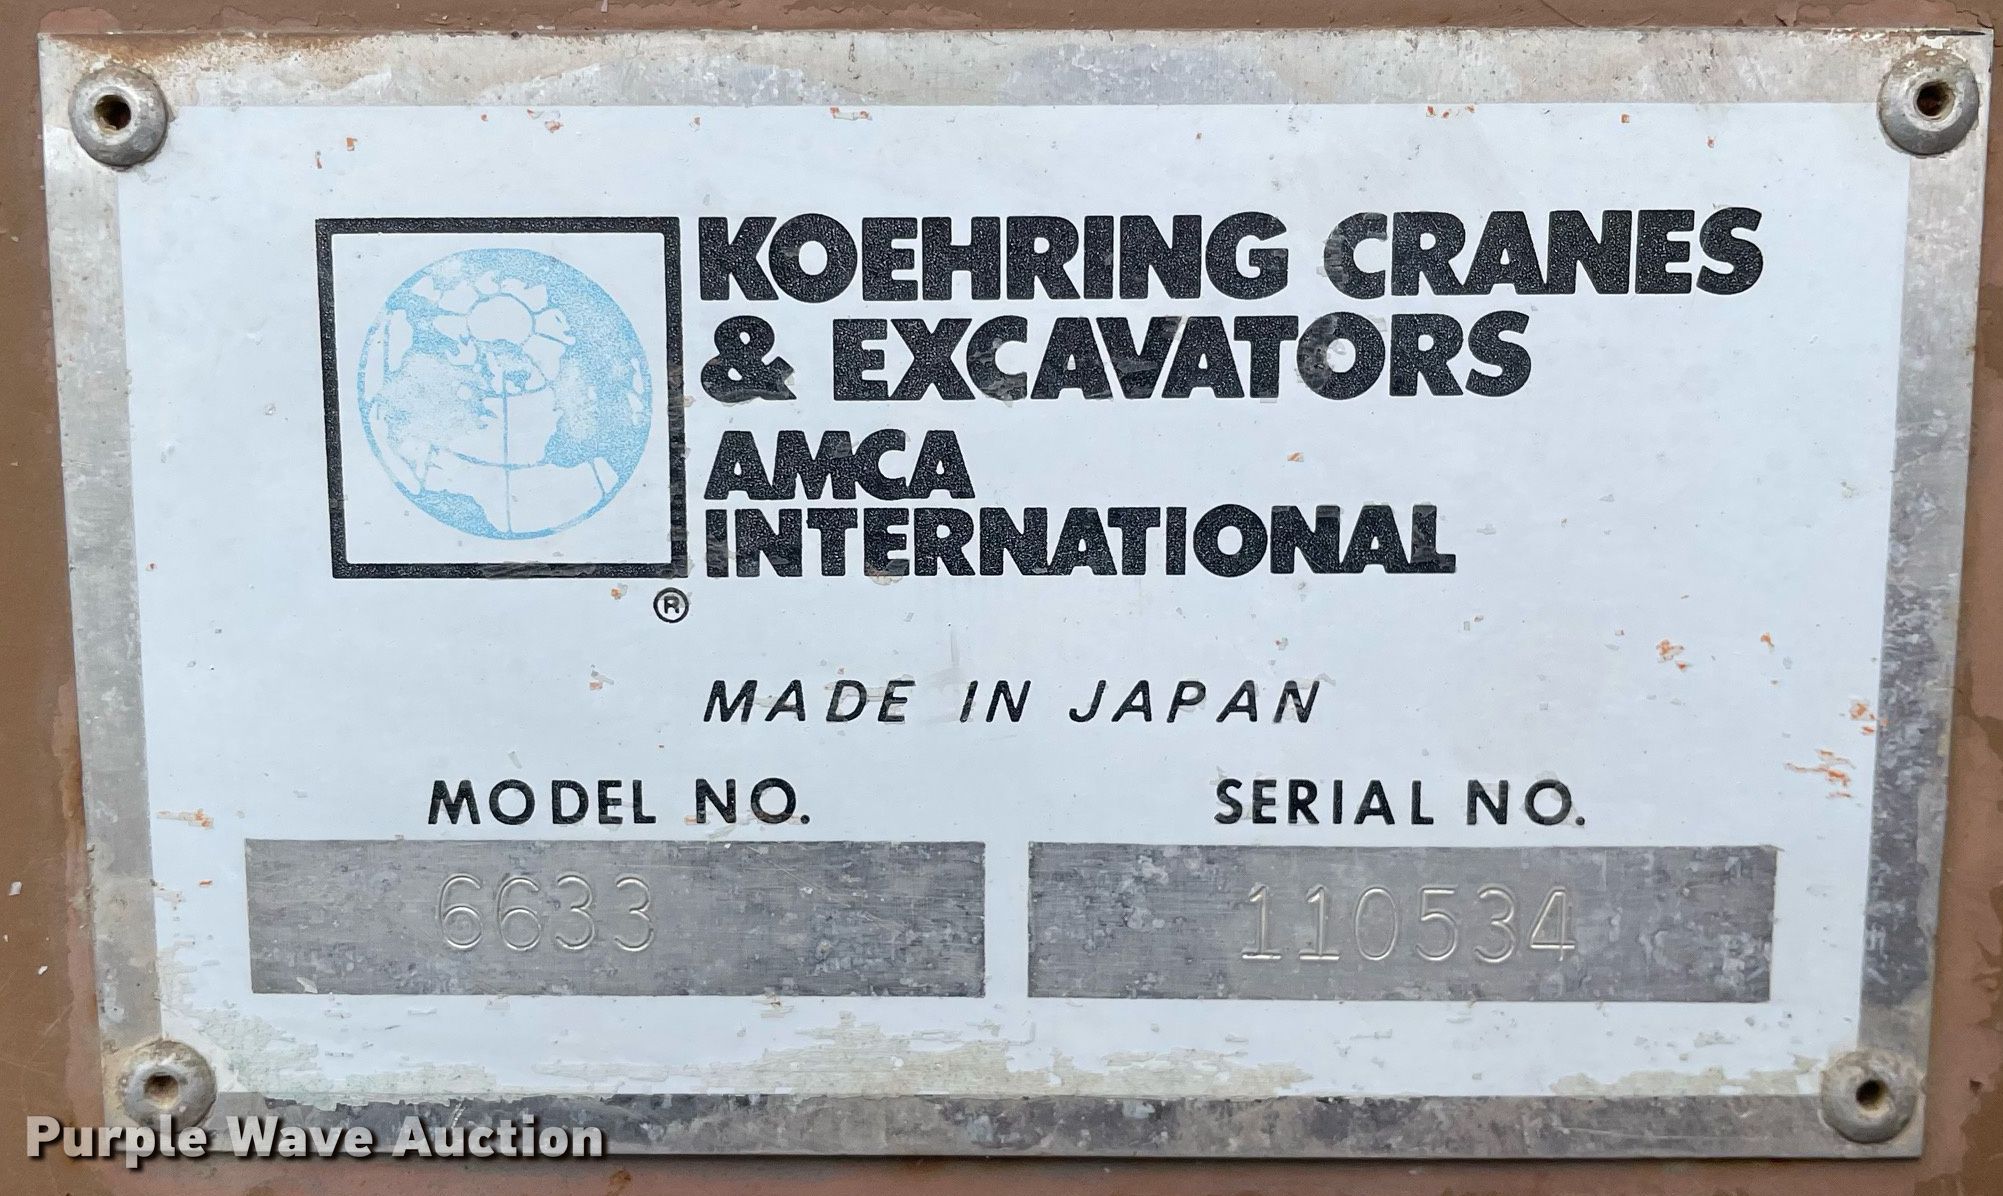 KOEHRING CRANES
& EXCAVATORS
AMCA
INTERNATIONAL
®
MADE IN JAPAN
MODEL NO. SERIAL NO.
6633 110534
Purple Wave Auction